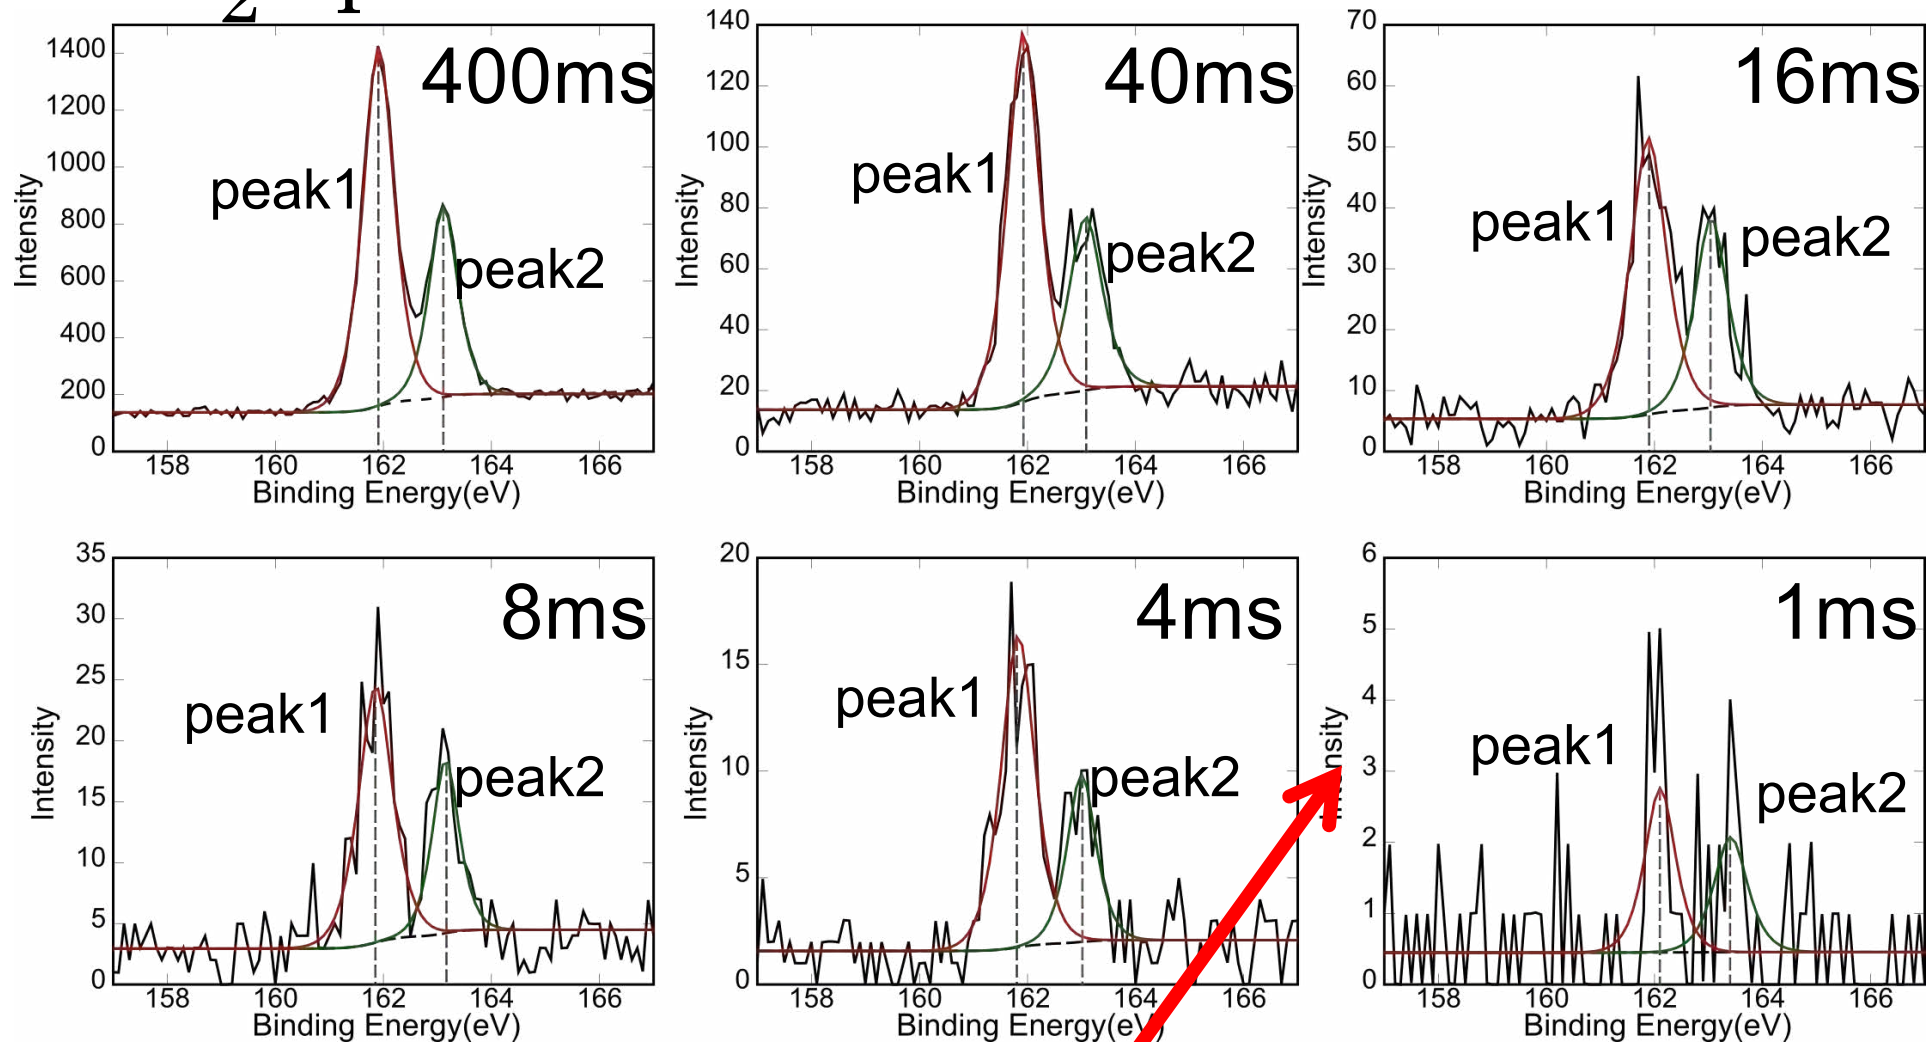 1400
1200
1000
800
600
400
200
0
158 160 162 164 166
Intensity
Binding Energy(eV)
400ms
peak1
peak2
140
120
100
80
60
40
20
0
158 160 162 164 166
Intensity
Binding Energy(eV)
40ms
peak1
peak2
70
60
50
40
30
20
10
0
158 160 162 164 166
Intensity
Binding Energy(eV)
16ms
peak1
peak2
35
30
25
20
15
10
5
0
158 160 162 164 166
Intensity
Binding Energy(eV)
8ms
peak1
peak2
20
15
10
5
0
158 160 162 164 166
Intensity
Binding Energy(eV)
4ms
peak1
peak2
6
5
4
3
2
1
0
158 160 162 164 166
Intensity
Binding Energy(eV)
1ms
peak1
peak2